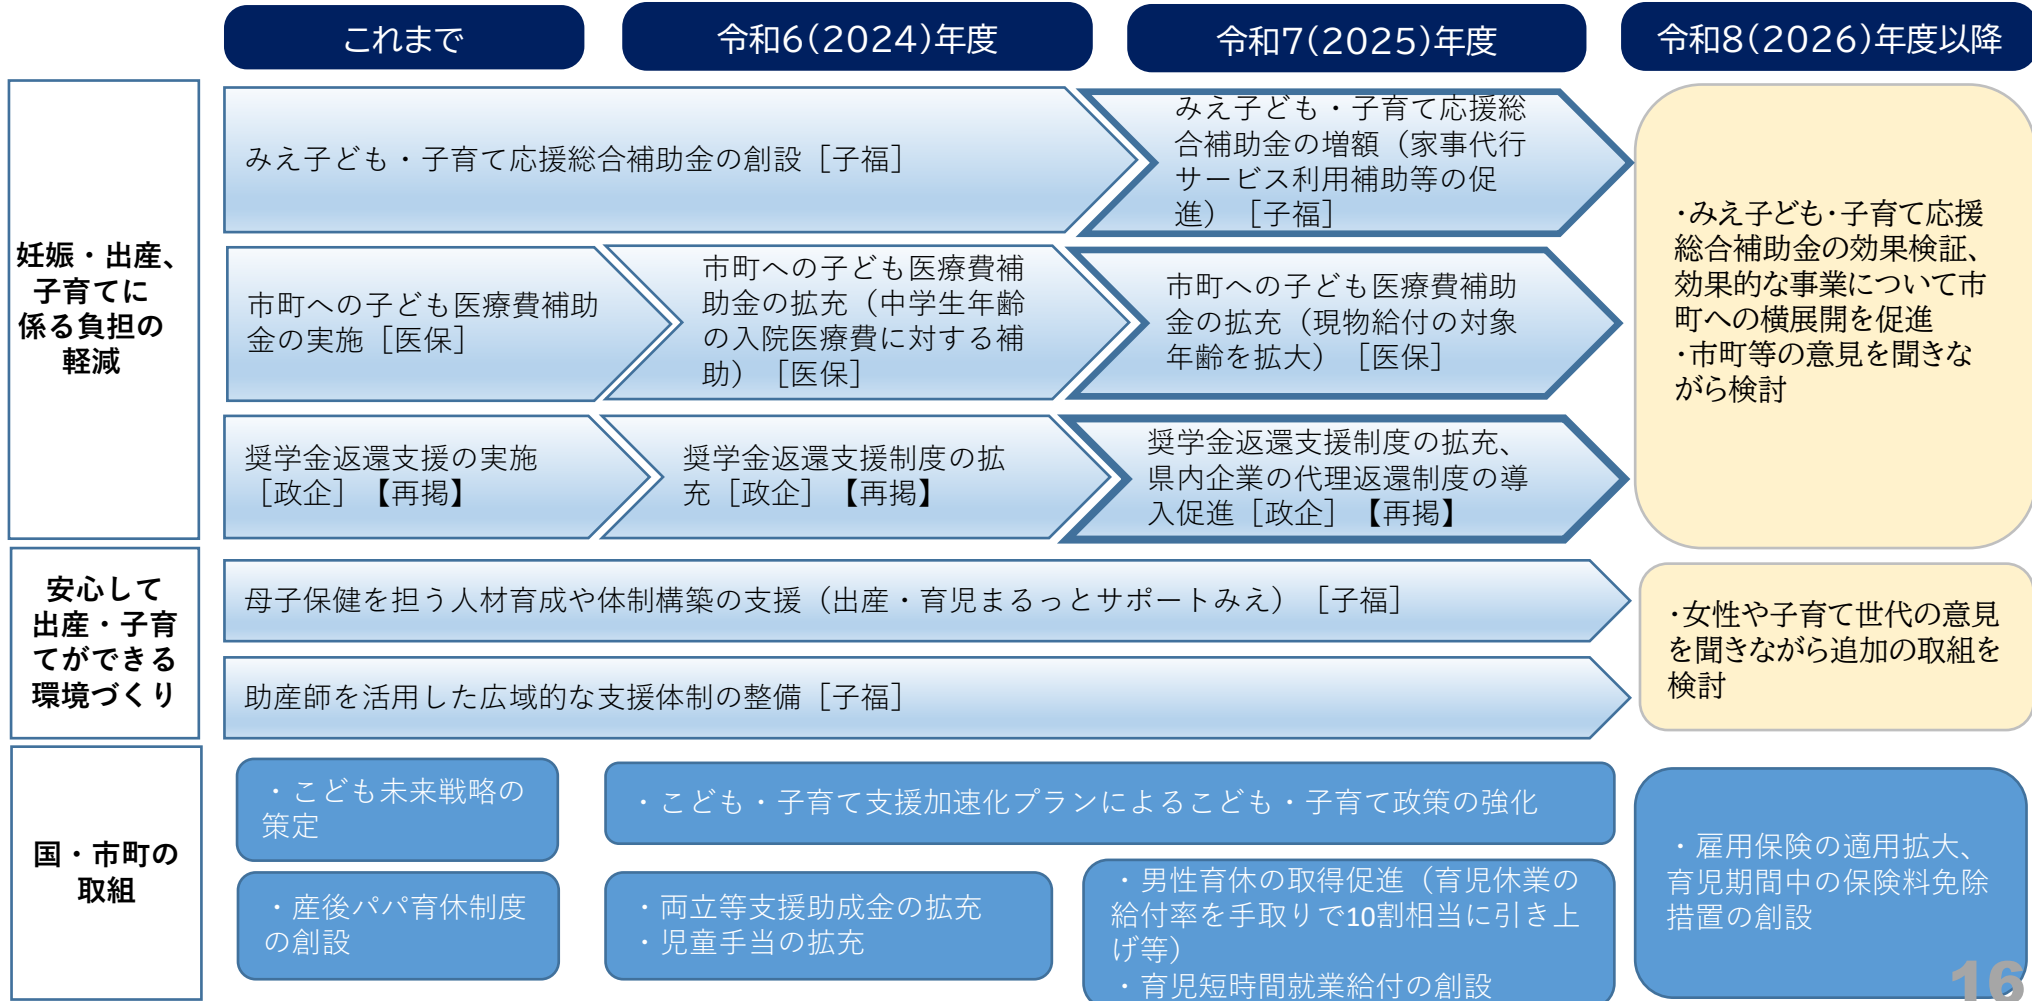 これまで
令和6(2024)年度
令和7(2025)年度
令和8(2026)年度以降
妊娠・出産、
子育てに
係る負担の
軽減
みえ子ども・子育て応援総合補助金の創設［子福］
みえ子ども・子育て応援総
合補助金の増額（家事代行
サービス利用補助等の促
進）［子福］
市町への子ども医療費補助
金の実施［医保］
市町への子ども医療費補
助金の拡充（中学生年齢
の入院医療費に対する補
助）［医保］
市町への子ども医療費補助
金の拡充（現物給付の対象
年齢を拡大）［医保］
奨学金返還支援の実施
［政企］【再掲】
奨学金返還支援制度の拡
充［政企］【再掲】
奨学金返還支援制度の拡充、
県内企業の代理返還制度の導
入促進［政企］【再掲】
・みえ子ども・子育て応援
総合補助金の効果検証、
効果的な事業について市
町への横展開を促進
・市町等の意見を聞きな
がら検討
安心して
出産・子育
てができる
環境づくり
母子保健を担う人材育成や体制構築の支援（出産・育児まるっとサポートみえ）［子福］
助産師を活用した広域的な支援体制の整備［子福］
・女性や子育て世代の意見
を聞きながら追加の取組を
検討
国・市町の
取組
・こども未来戦略の
策定
・こども・子育て支援加速化プランによるこども・子育て政策の強化
・産後パパ育休制度
の創設
・両立等支援助成金の拡充
・児童手当の拡充
・男性育休の取得促進（育児休業の
給付率を手取りで10割相当に引き上
げ等）
・育児短時間就業給付の創設
・雇用保険の適用拡大、
育児期間中の保険料免除
措置の創設
16